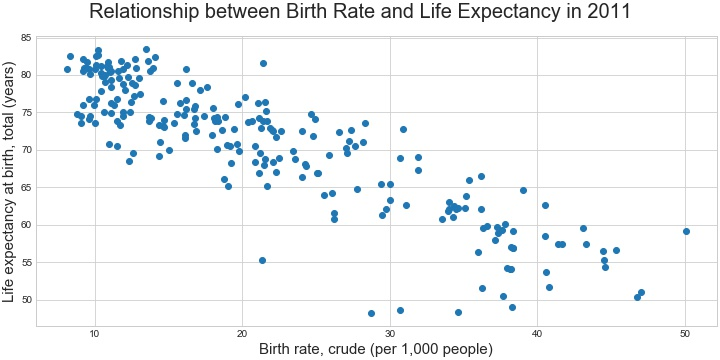 Relationship between Birth Rate and Life Expectancy in 2011
Life expectancy at birth, total (years)
85
80
75
70
65
60
55
50
10 20 30 40 50
Birth rate, crude (per 1,000 people)